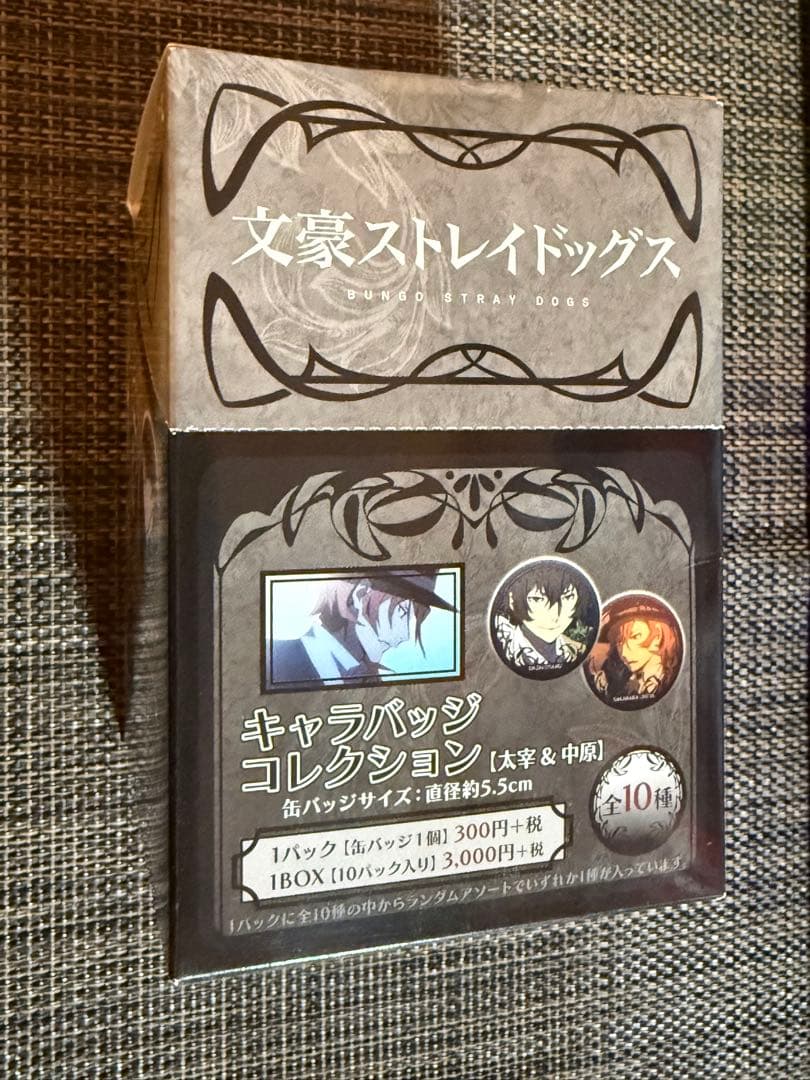 文豪ストレイドッグス
BUNGO STRAY DOGS
キャラバッジ
コレクション【太宰 & 中原】
缶バッジサイズ:直径約5.5cm
全10種
1パック【缶バッジ1個】300円+税
1BOX【10パック入り】3,000円+税
1パックに全10種の中からランダムアソートでいずれか1種が入っています。